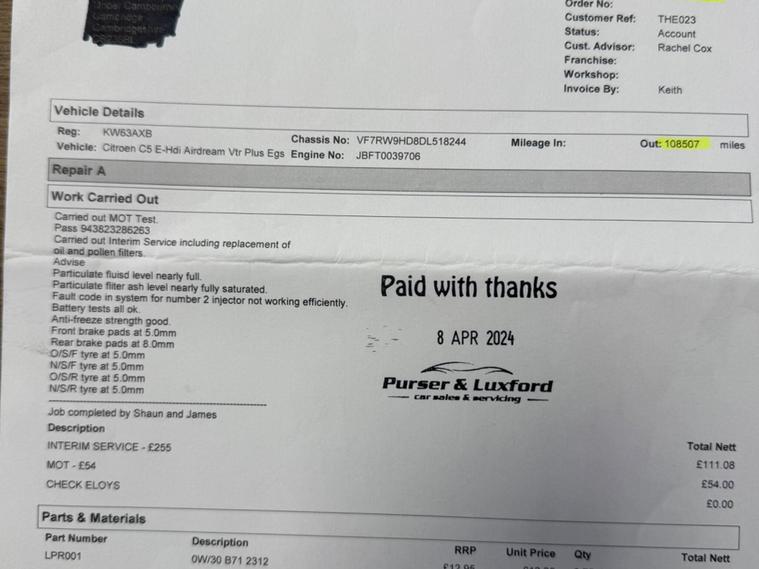 Upper Cambourne
Cambridge
Cambridgeshire
Order No:
Customer Ref: THE023
Status: Account
Cust. Advisor: Rachel Cox
Franchise:
Workshop:
Invoice By: Keith
Vehicle Details
Reg: KW63AXB Chassis No: VF7RW9HD8DL518244 Mileage In: Out: 108507 miles
Vehicle: Citroen C5 E-Hdi Airdream Vtr Plus Egs Engine No: JBFT0039706
Repair A
Work Carried Out
Carried out MOT Test.
Pass 943823286263
Carried out Interim Service including replacement of
oil and pollen filters.
Advise
Particulate fluisd level nearly full.
Particulate fliter ash level nearly fully saturated.
Fault code in system for number 2 injector not working efficiently.
Battery tests all ok.
Anti-freeze strength good.
Front brake pads at 5.0mm
Rear brake pads at 8.0mm
O/S/F tyre at 5.0mm
N/S/F tyre at 5.0mm
O/S/R tyre at 5.0mm
N/S/R tyre at 5.0mm
Paid with thanks
8 APR 2024
Purser & Luxford
car sales & servicing
Job completed by Shaun and James
Description Total Nett
INTERIM SERVICE - £255 £111.08
MOT - £54 £54.00
CHECK ELOYS £0.00
Parts & Materials
Part Number Description RRP Unit Price Qty Total Nett
LPR001 0W/30 B71 2312